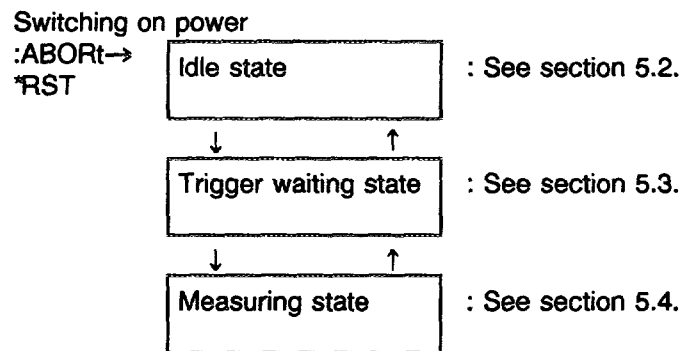 Switching on power
:ABORt→
*RST
Idle state : See section 5.2.
↓ ↑
Trigger waiting state : See section 5.3.
↓ ↑
Measuring state : See section 5.4.